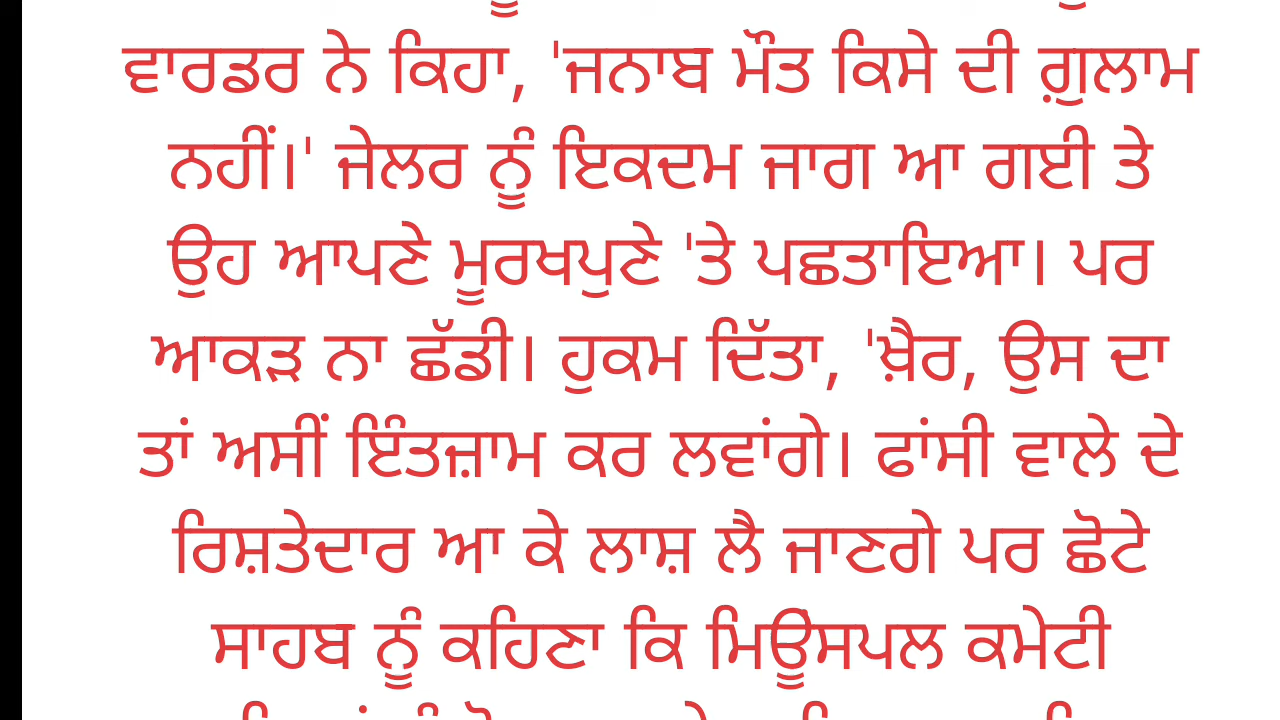 ਵਾਰਡਰ ਨੇ ਕਿਹਾ, 'ਜਨਾਬ ਮੌਤ ਕਿਸੇ ਦੀ ਗ਼ੁਲਾਮ
ਨਹੀਂ।' ਜੇਲਰ ਨੂੰ ਇਕਦਮ ਜਾਗ ਆ ਗਈ ਤੇ
ਉਹ ਆਪਣੇ ਮੂਰਖਪੁਣੇ 'ਤੇ ਪਛਤਾਇਆ। ਪਰ
ਆਕੜ ਨਾ ਛੱਡੀ। ਹੁਕਮ ਦਿੱਤਾ, 'ਖ਼ੈਰ, ਉਸ ਦਾ
ਤਾਂ ਅਸੀਂ ਇੰਤਜ਼ਾਮ ਕਰ ਲਵਾਂਗੇ। ਫਾਂਸੀ ਵਾਲੇ ਦੇ
ਰਿਸ਼ਤੇਦਾਰ ਆ ਕੇ ਲਾਸ਼ ਲੈ ਜਾਣਗੇ ਪਰ ਛੋਟੇ
ਸਾਹਬ ਨੂੰ ਕਹਿਣਾ ਕਿ ਮਿਊਂਸਪਲ ਕਮੇਟੀ